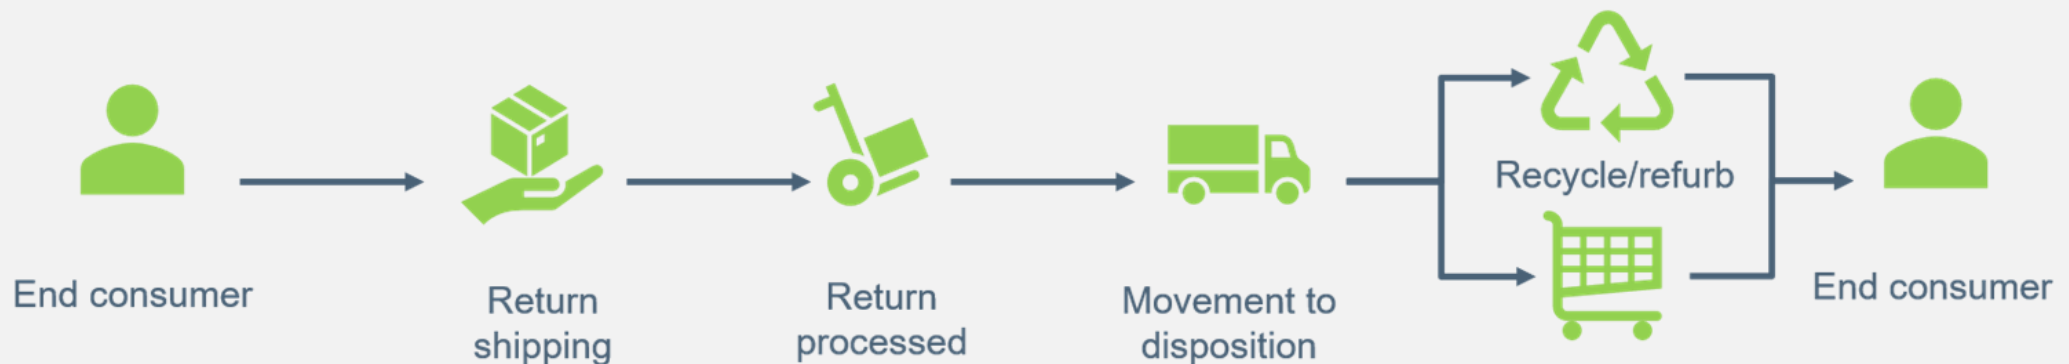 End consumer
Return
shipping
Return
processed
Movement to
disposition
Recycle/refurb
End consumer